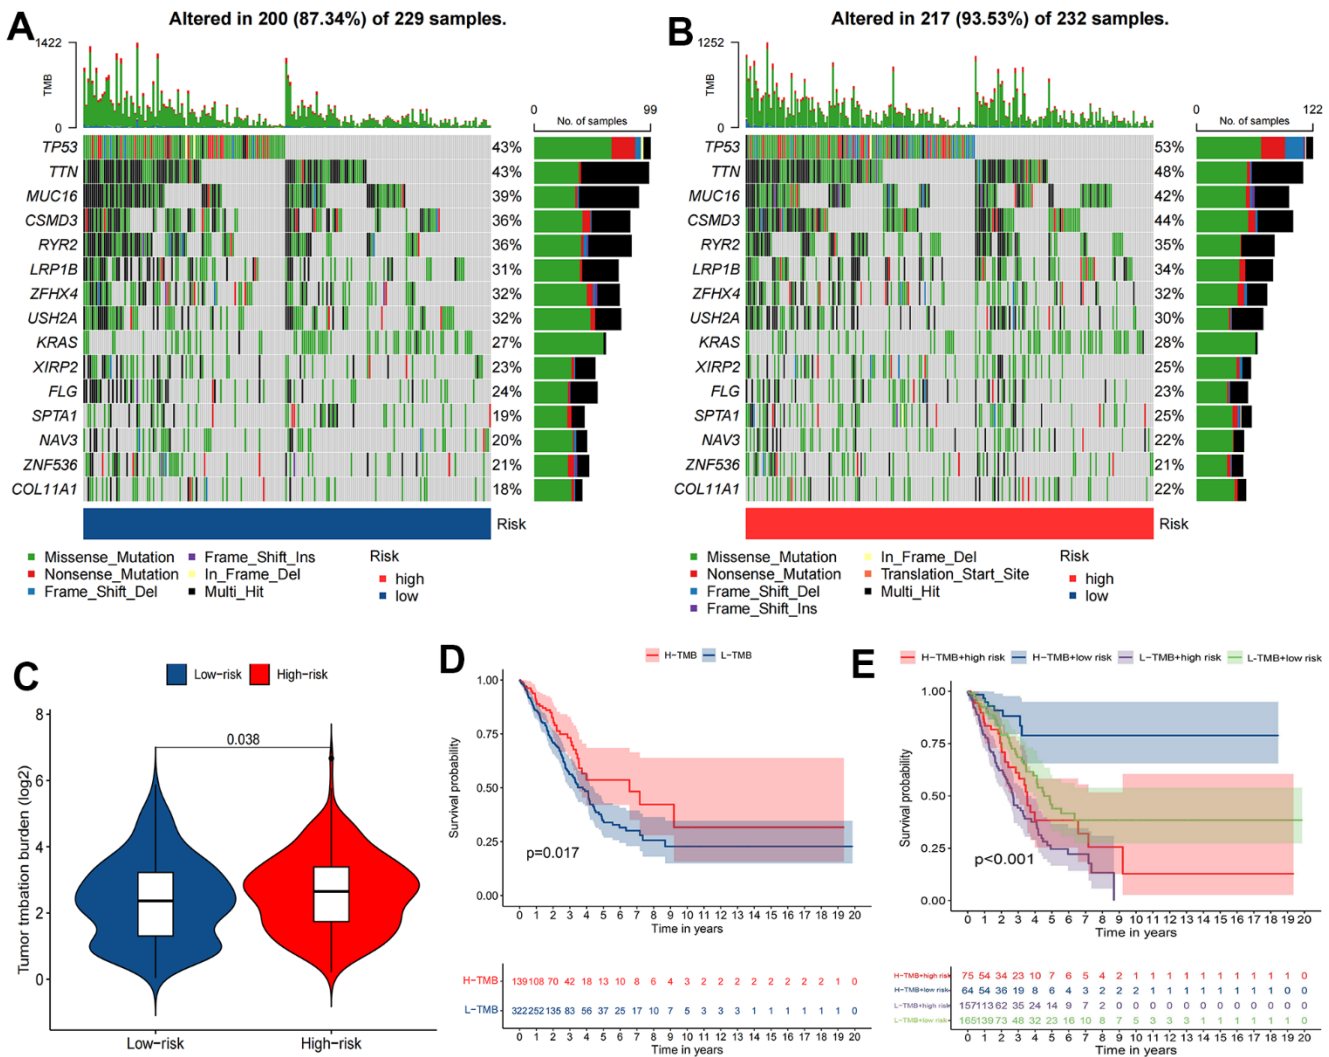 A
Altered in 200 (87.34%) of 229 samples.
1422
TMB
0
0 99
No. of samples
TP53 43%
TTN 43%
MUC16 39%
CSMD3 36%
RYR2 36%
LRP1B 31%
ZFHX4 32%
USH2A 32%
KRAS 27%
XIRP2 23%
FLG 24%
SPTA1 19%
NAV3 20%
ZNF536 21%
COL11A1 18%
Risk
Missense_Mutation Frame_Shift_Ins Risk
Nonsense_Mutation In_Frame_Del high
Frame_Shift_Del Multi_Hit low
B
Altered in 217 (93.53%) of 232 samples.
1252
TMB
0
0 122
No. of samples
TP53 53%
TTN 48%
MUC16 42%
CSMD3 44%
RYR2 35%
LRP1B 34%
ZFHX4 32%
USH2A 30%
KRAS 28%
XIRP2 25%
FLG 23%
SPTA1 25%
NAV3 22%
ZNF536 21%
COL11A1 22%
Risk
Missense_Mutation In_Frame_Del Risk
Nonsense_Mutation Translation_Start_Site high
Frame_Shift_Del Multi_Hit low
Frame_Shift_Ins
C
Low-risk High-risk
8
6
4
2
0
Tumor tmbation burden (log2)
0.038
Low-risk High-risk
D
H-TMB L-TMB
1.00
0.75
0.50
0.25
0.00
Survival probability
p=0.017
0 1 2 3 4 5 6 7 8 9 10 11 12 13 14 15 16 17 18 19 20
Time in years
H-TMB 139 108 70 42 18 13 10 8 6 4 3 2 2 2 2 2 2 2 1 1 0
L-TMB 322 252 135 83 56 37 25 17 10 7 5 3 3 3 1 1 1 1 1 1 0
0 1 2 3 4 5 6 7 8 9 10 11 12 13 14 15 16 17 18 19 20
Time in years
E
H-TMB+high risk H-TMB+low risk L-TMB+high risk L-TMB+low risk
1.00
0.75
0.50
0.25
0.00
Survival probability
p<0.001
0 1 2 3 4 5 6 7 8 9 10 11 12 13 14 15 16 17 18 19 20
Time in years
H-TMB+high risk 75 54 34 23 10 7 6 5 4 2 1 1 1 1 1 1 1 1 1 1 0
H-TMB+low risk 64 54 36 19 8 6 4 3 2 2 2 1 1 1 1 1 1 1 1 0 0
L-TMB+high risk 157 113 62 35 24 14 9 7 2 0 0 0 0 0 0 0 0 0 0 0 0
L-TMB+low risk 165 139 73 48 32 23 16 10 8 7 5 3 3 3 1 1 1 1 1 1 0
0 1 2 3 4 5 6 7 8 9 10 11 12 13 14 15 16 17 18 19 20
Time in years